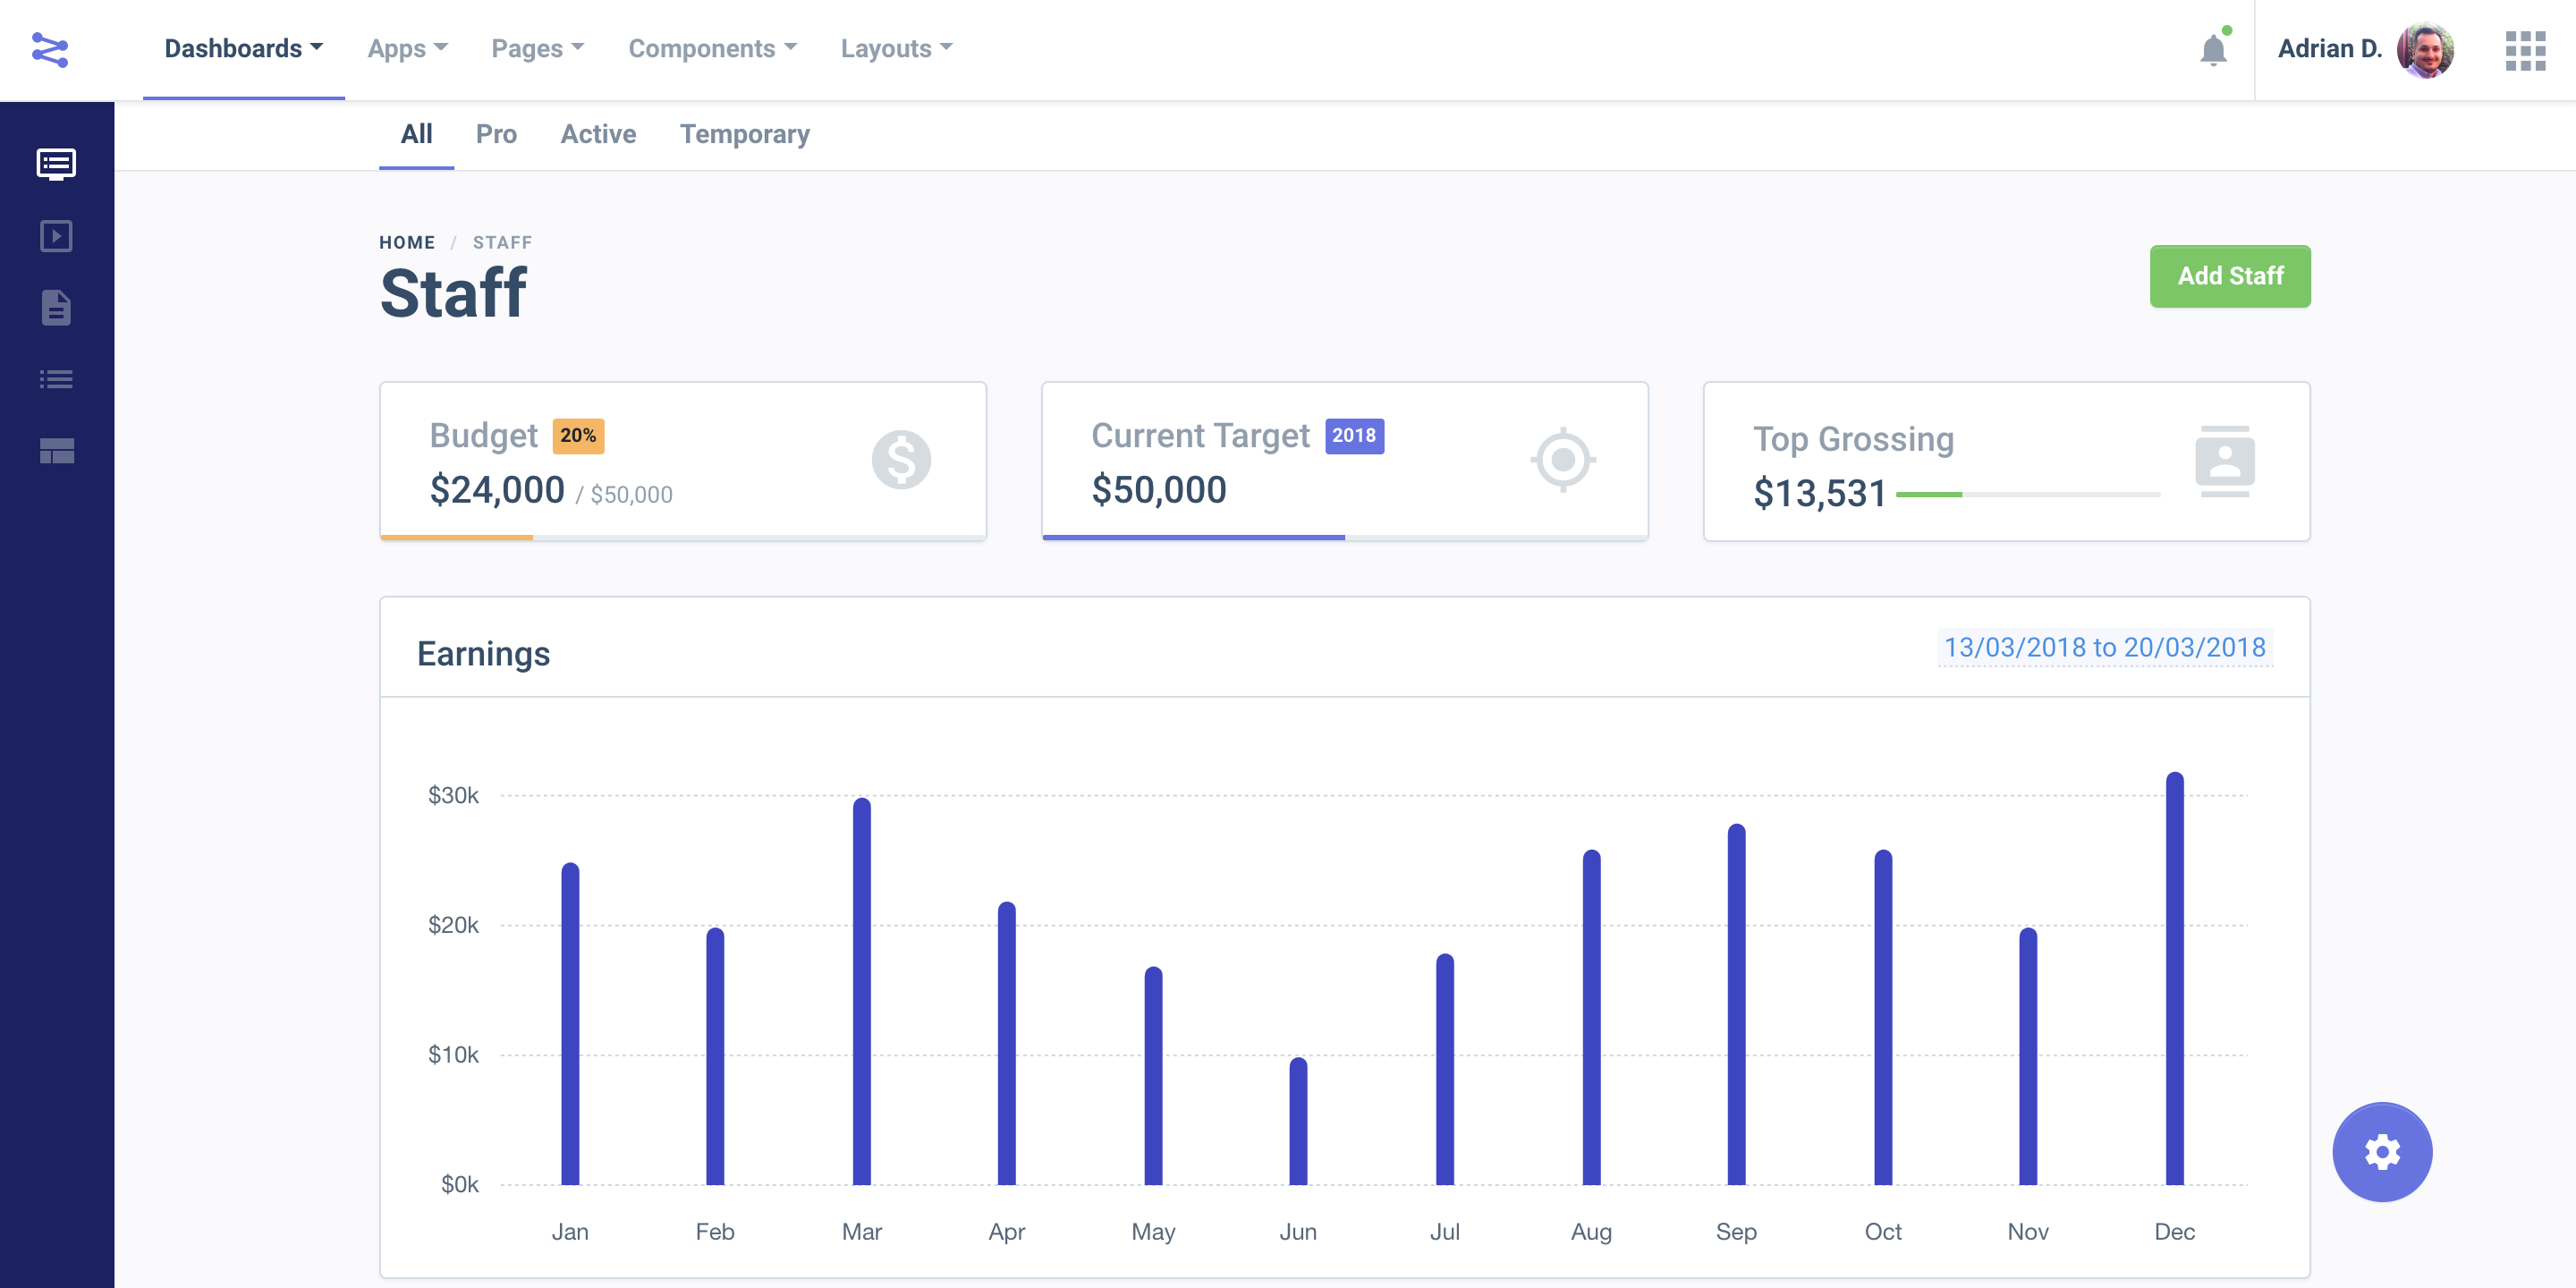 Dashboards Apps Pages Components Layouts Adrian D.
All Pro Active Temporary
HOME / STAFF
Staff
Add Staff
Budget 20%
$24,000 / $50,000
Current Target 2018
$50,000
Top Grossing
$13,531
Earnings
13/03/2018 to 20/03/2018
$30k
$20k
$10k
$0k
Jan Feb Mar Apr May Jun Jul Aug Sep Oct Nov Dec